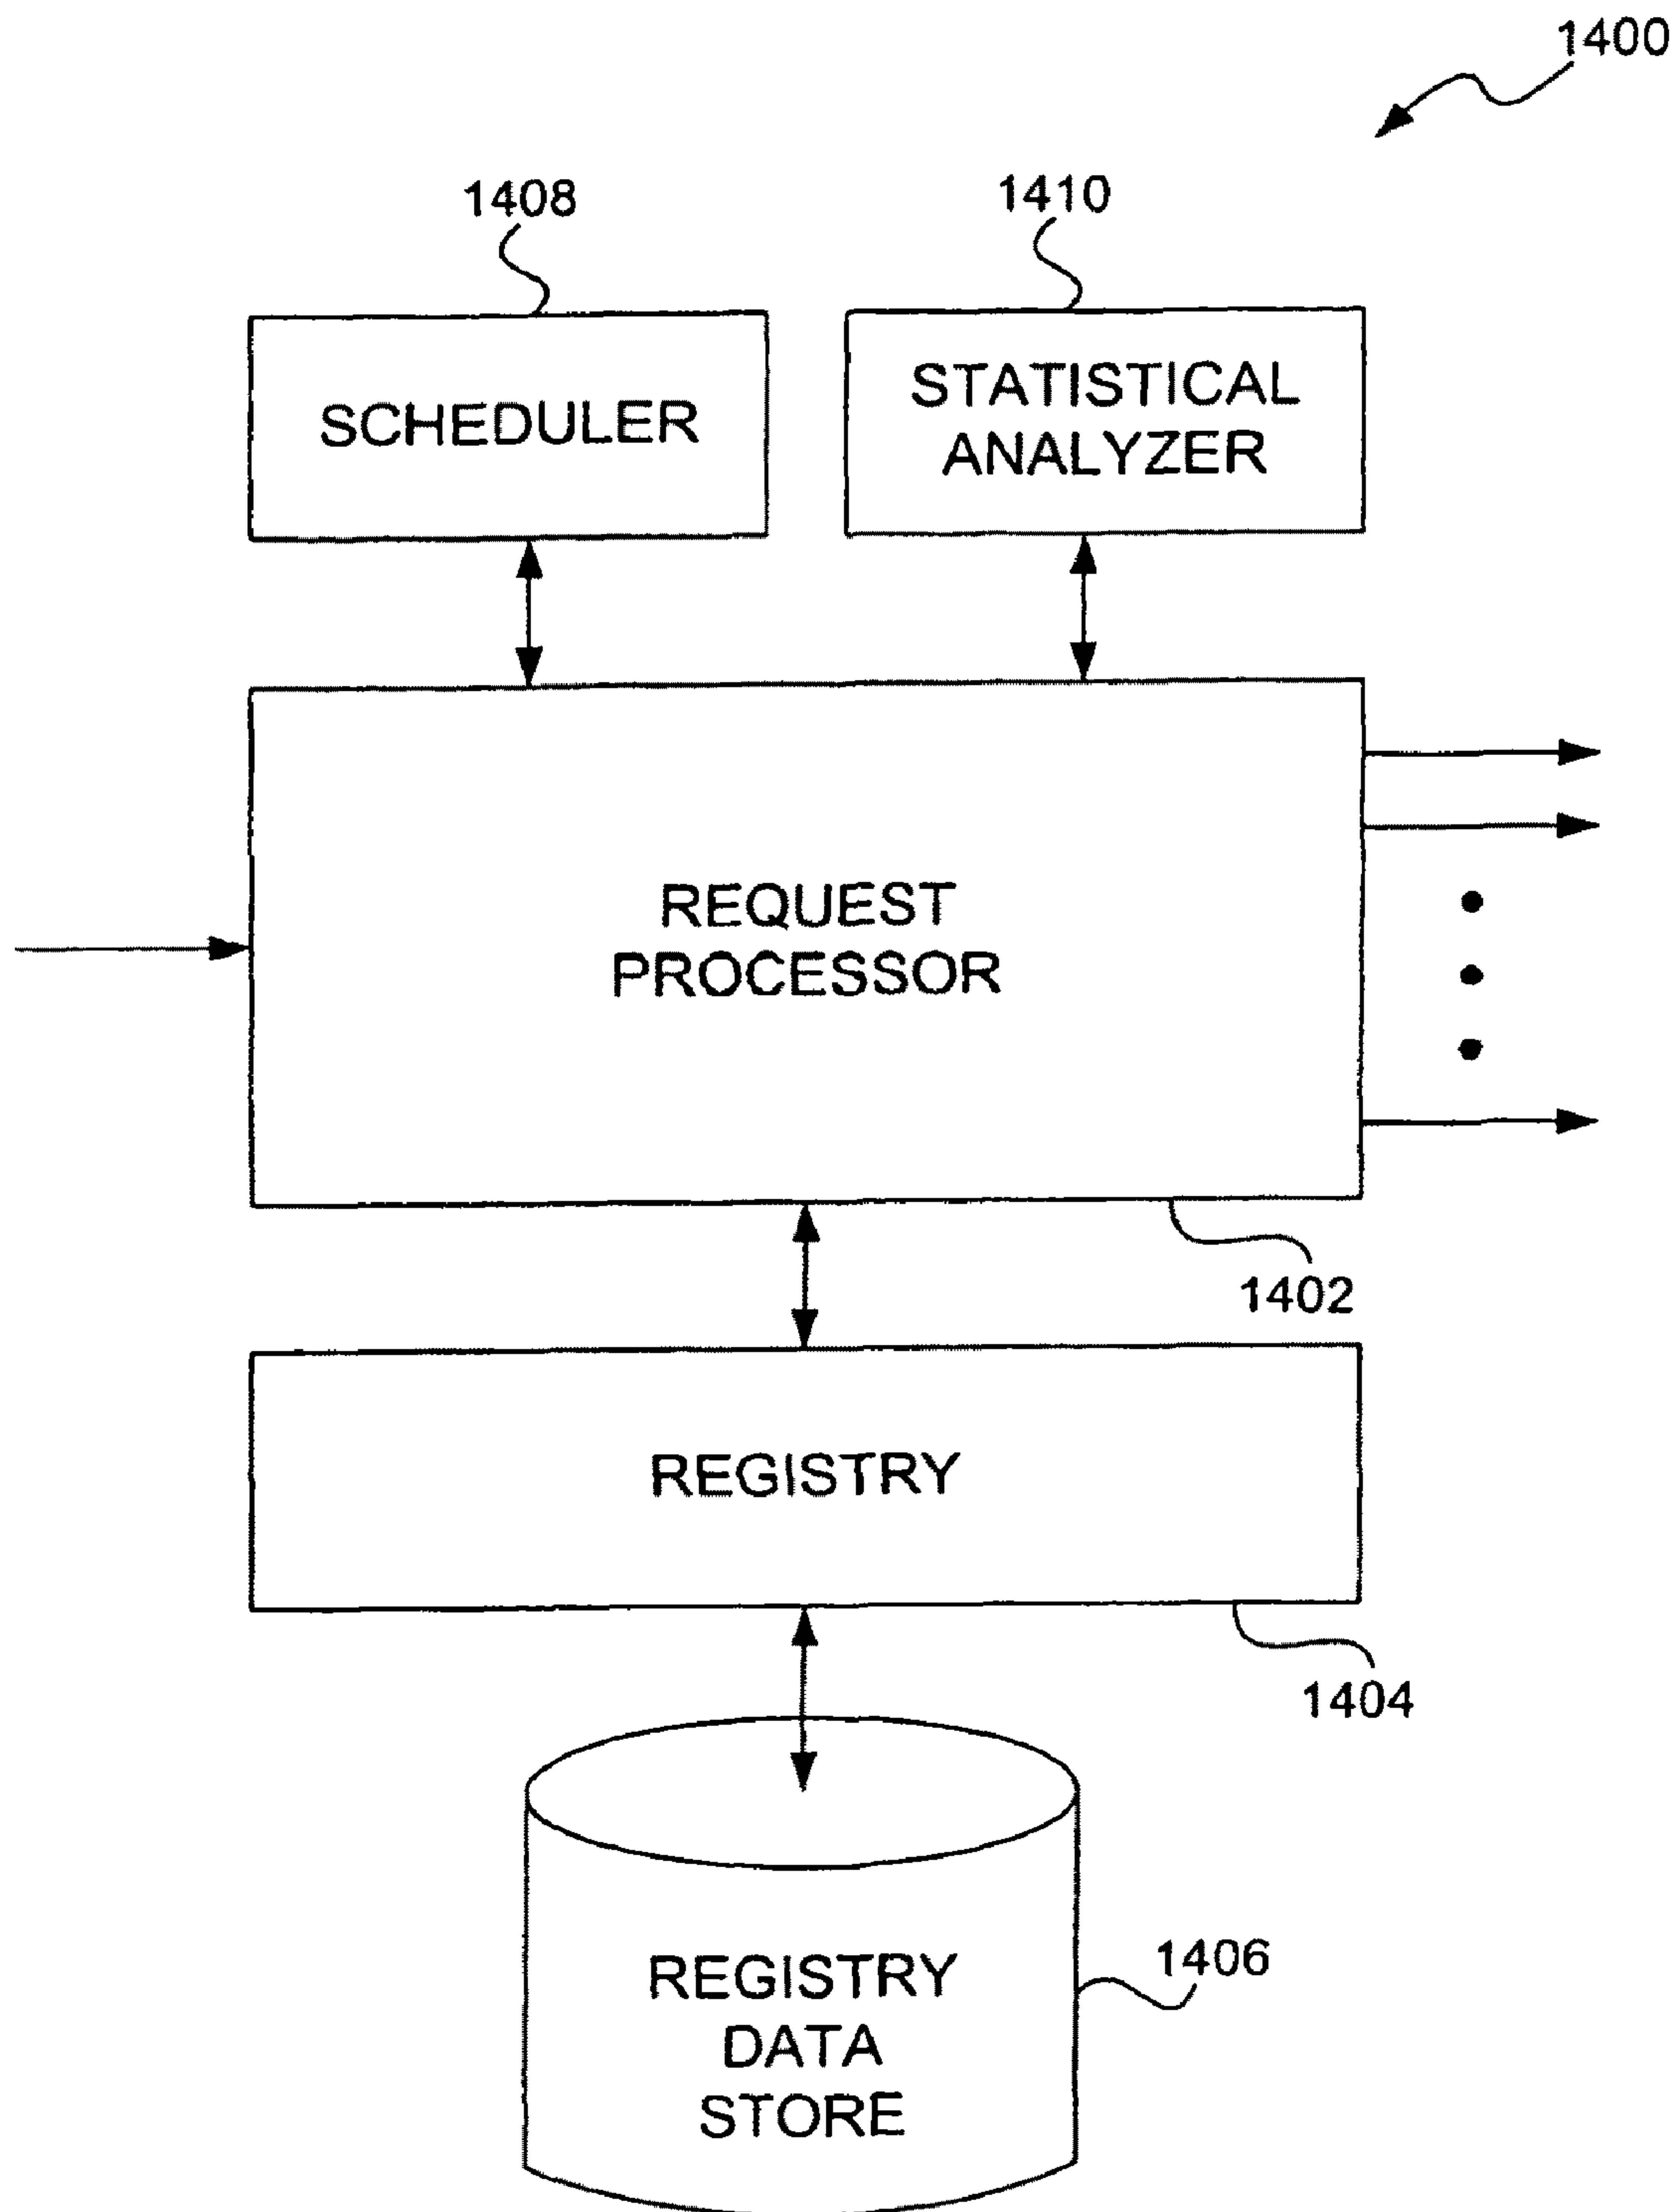 1400
1408
1410
SCHEDULER
STATISTICAL
ANALYZER
REQUEST
PROCESSOR
1402
REGISTRY
1404
1406
REGISTRY
DATA
STORE